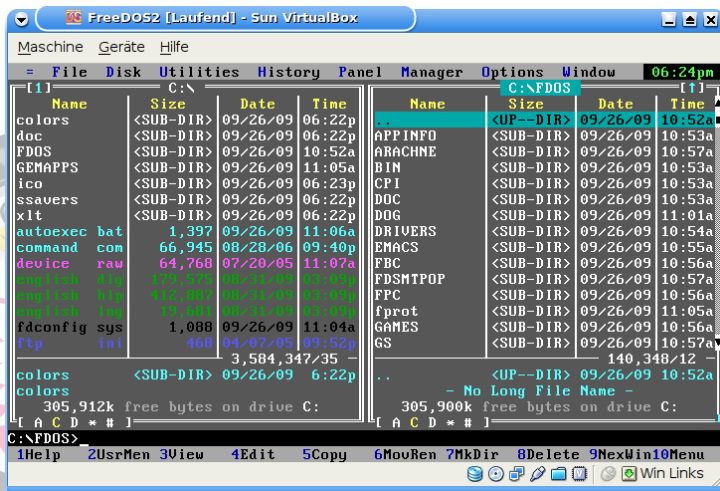 FreeDOS2 [Laufend] - Sun VirtualBox
Maschine Geräte Hilfe
= File Disk Utilities History Panel Manager Options Window 06:24pm
[1] C:\
Name Size Date Time
colors <SUB-DIR> 09/26/09 06:22p
doc <SUB-DIR> 09/26/09 06:22p
FDOS <SUB-DIR> 09/26/09 10:52a
GEMAPPS <SUB-DIR> 09/26/09 11:05a
ico <SUB-DIR> 09/26/09 06:23p
ssavers <SUB-DIR> 09/26/09 06:22p
xlt <SUB-DIR> 09/26/09 06:22p
autoexec bat 1,397 09/26/09 11:06a
command com 66,945 08/28/06 09:40p
device raw 64,768 07/20/05 11:07a
english dlg 179,575 08/31/09 03:09p
english hlp 412,882 08/31/09 03:09p
english lng 19,681 08/31/09 03:09p
fdconfig sys 1,088 09/26/09 11:04a
ftp ini 468 04/07/05 09:52p
3,584,347/35
colors <SUB-DIR> 09/26/09 6:22p
colors
305,912k free bytes on drive C:
[ A C D * # ]
C:\FDOS [↑]
Name Size Date Time
.. <UP--DIR> 09/26/09 10:52a
APPINFO <SUB-DIR> 09/26/09 10:53a
ARACHNE <SUB-DIR> 09/26/09 10:57a
BIN <SUB-DIR> 09/26/09 10:53a
CPI <SUB-DIR> 09/26/09 10:53a
DOC <SUB-DIR> 09/26/09 10:53a
DOG <SUB-DIR> 09/26/09 11:01a
DRIVERS <SUB-DIR> 09/26/09 10:54a
EMACS <SUB-DIR> 09/26/09 10:55a
FBC <SUB-DIR> 09/26/09 10:56a
FDSMTPOP <SUB-DIR> 09/26/09 10:57a
FPC <SUB-DIR> 09/26/09 10:56a
fprot <SUB-DIR> 09/26/09 11:05a
GAMES <SUB-DIR> 09/26/09 10:56a
GS <SUB-DIR> 09/26/09 10:57a
140,348/12
.. <UP--DIR> 09/26/09 10:52a
- No Long File Name -
305,900k free bytes on drive C:
[ A C D * # ]
C:\FDOS>_
1Help 2UsrMen 3View 4Edit 5Copy 6MovRen 7MkDir 8Delete 9NexWin 10Menu
Win Links